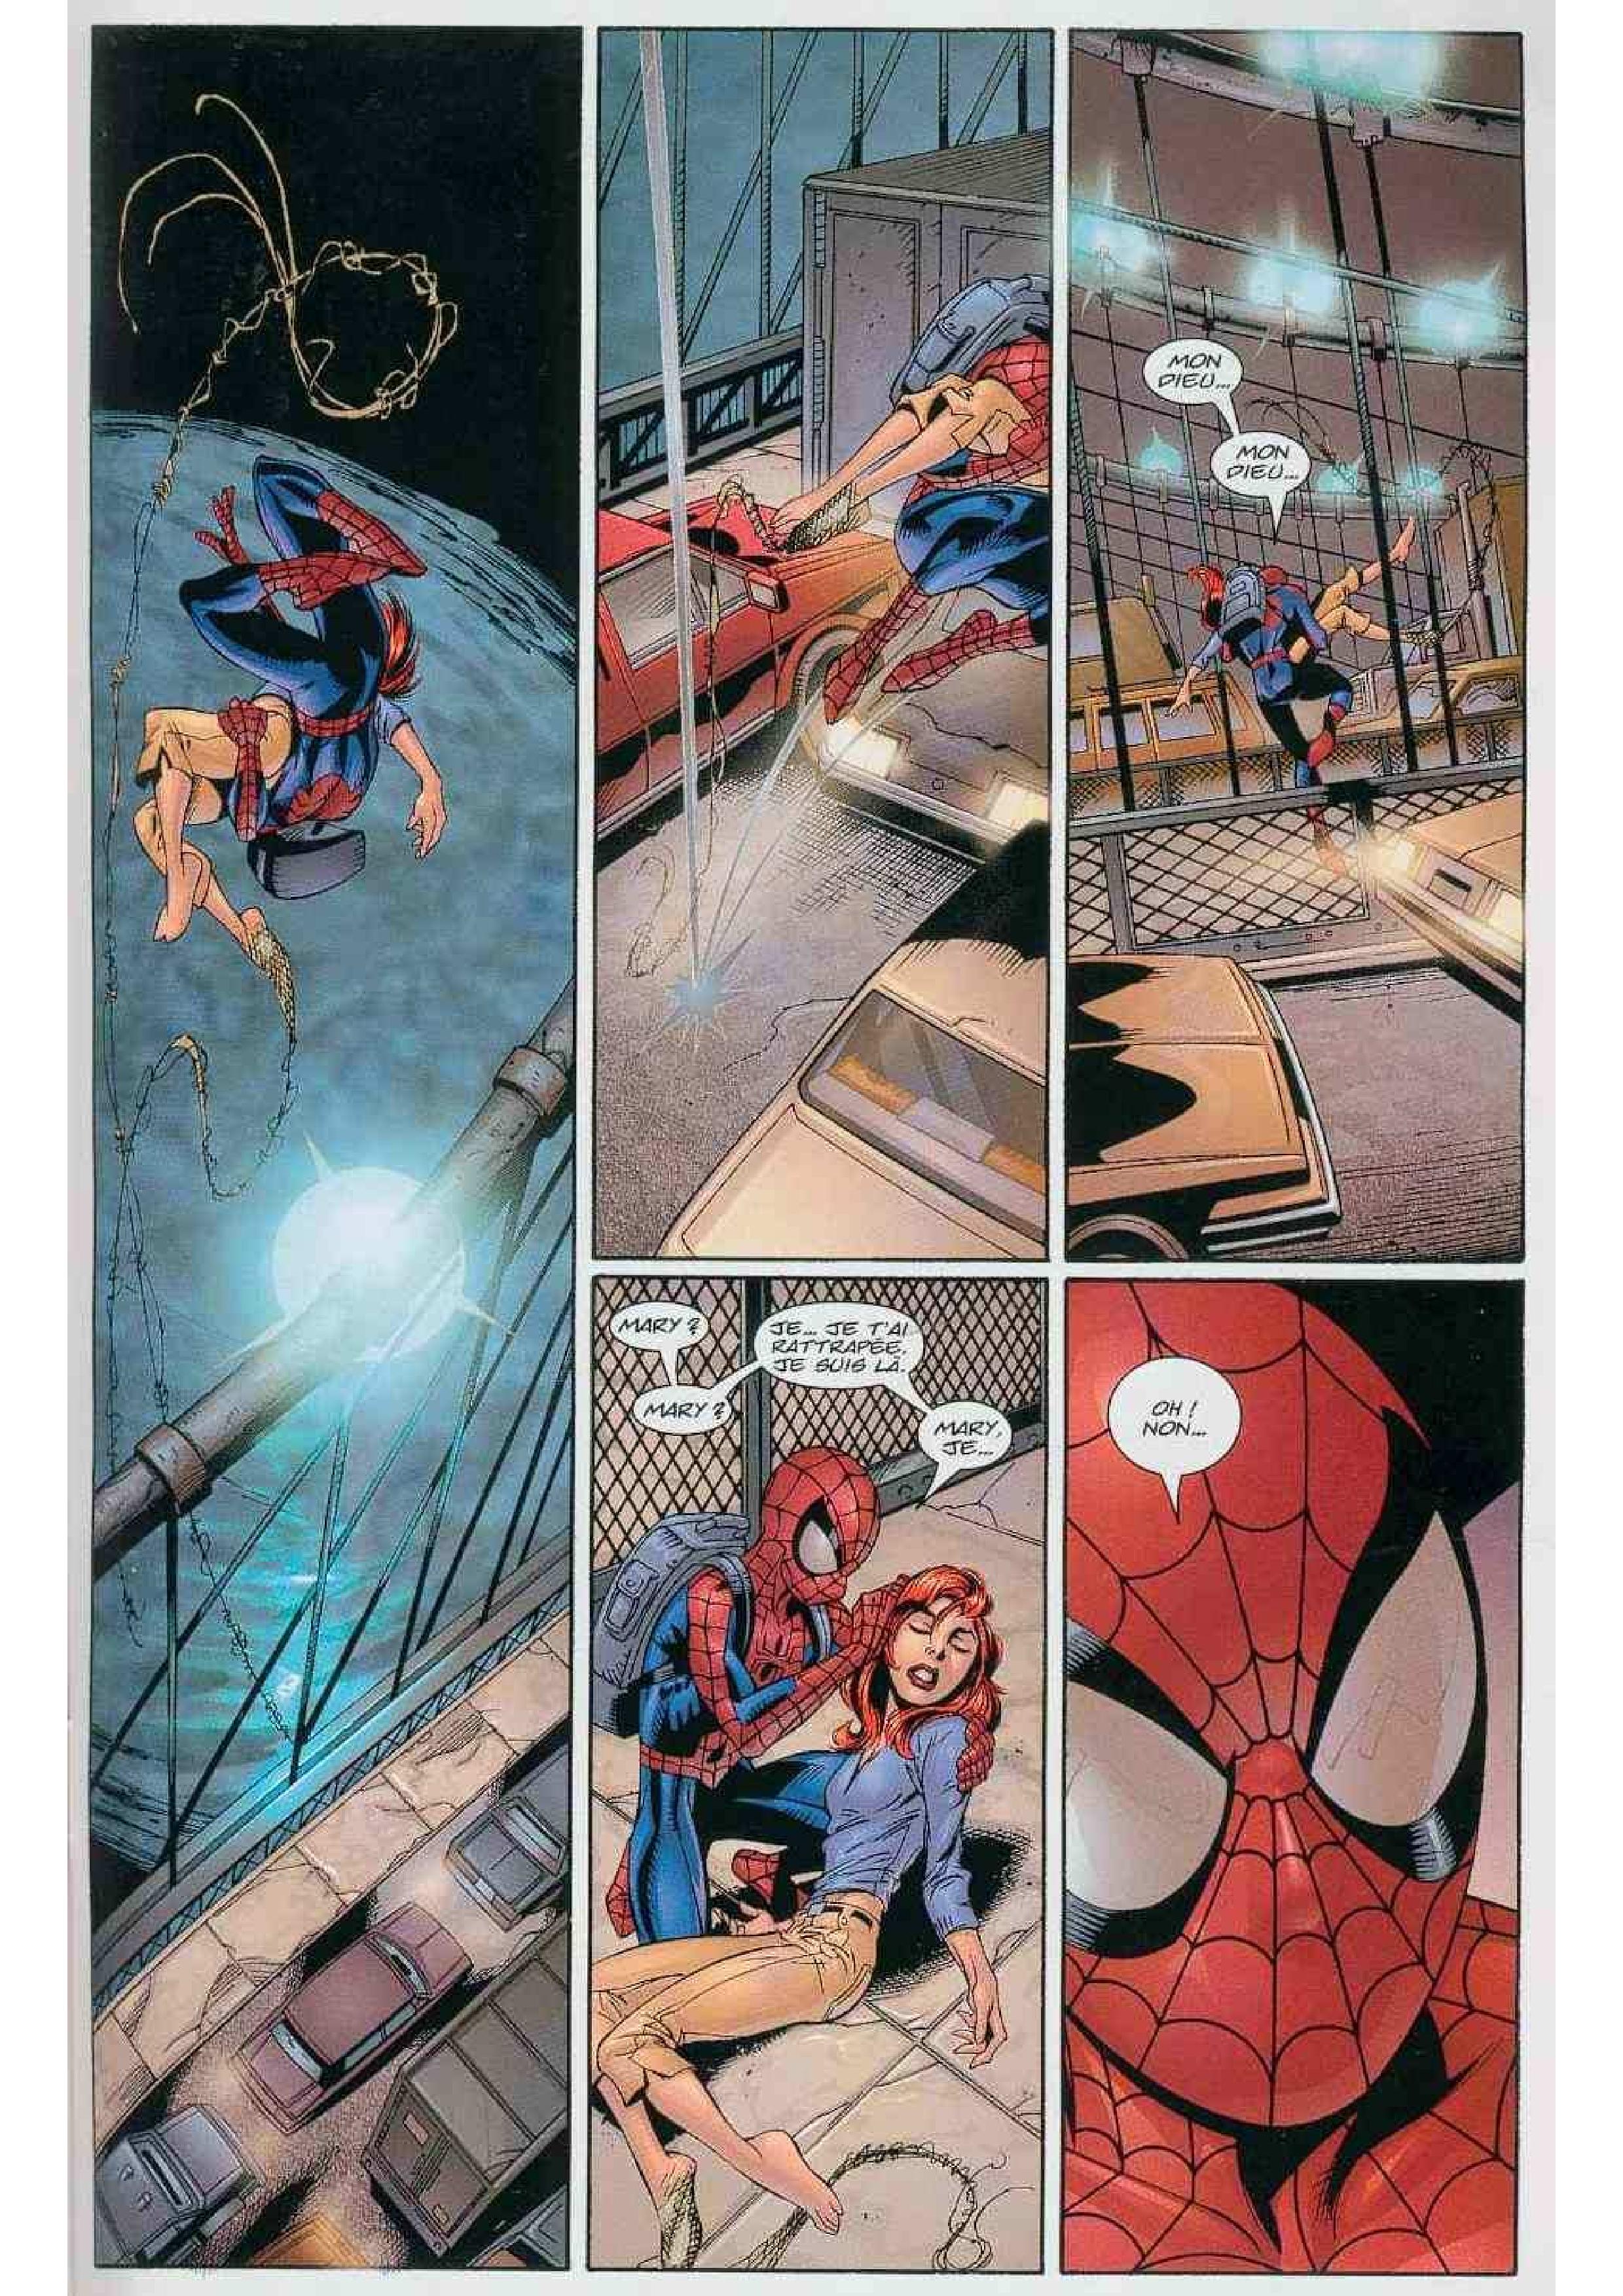 MON
DIEU...
MON
DIEU...
MARY ?
MARY ?
JE... JE T'AI
RATTRAPÉE.
JE SUIS LÀ.
MARY,
JE...
OH !
NON...